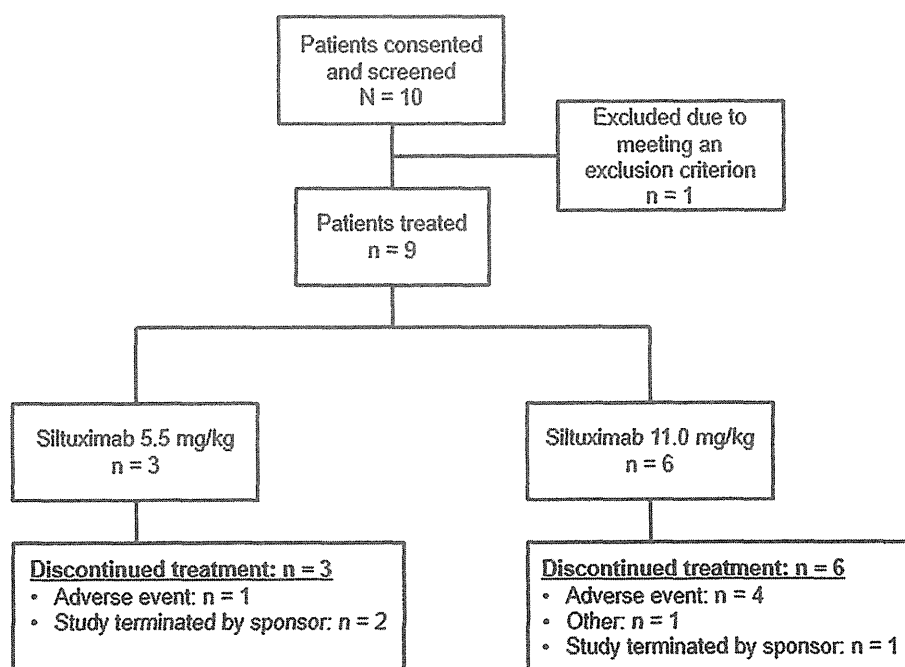 Patients consented
and screened
N = 10
Excluded due to
meeting an
exclusion criterion
n = 1
Patients treated
n = 9
Siltuximab 5.5 mg/kg
n = 3
Siltuximab 11.0 mg/kg
n = 6
Discontinued treatment: n = 3
• Adverse event: n = 1
• Study terminated by sponsor: n = 2
Discontinued treatment: n = 6
• Adverse event: n = 4
• Other: n = 1
• Study terminated by sponsor: n = 1